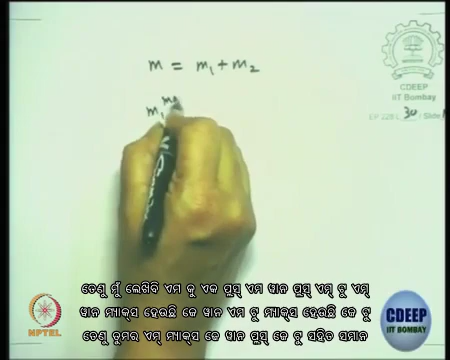 CDEEP
IIT Bombay
m = m₁ + m₂
m₁
ତେଣୁ ମୁଁ ଲେଖିବି ଏମ କୁ ଏକ ପ୍ଲସ୍ ଏମ ୱାନ ପ୍ଲସ୍ ଏମ୍ ଟୁ ଏମ୍
ୱାନ ମ୍ୟାକ୍ସ ହେଉଛି ଜେ ୱାନ ଏମ ଟୁ ମ୍ୟାକ୍ସ ହେଉଛି ଜେ ଟୁ
ତେଣୁ ତୁମର ଏମ୍ ମ୍ୟାକ୍ସ ଜେ ୱାନ ପ୍ଲସ୍ ଜେ ଟୁ ସହିତ ସମାନ
NPTEL
CDEEP
IIT BOMBAY